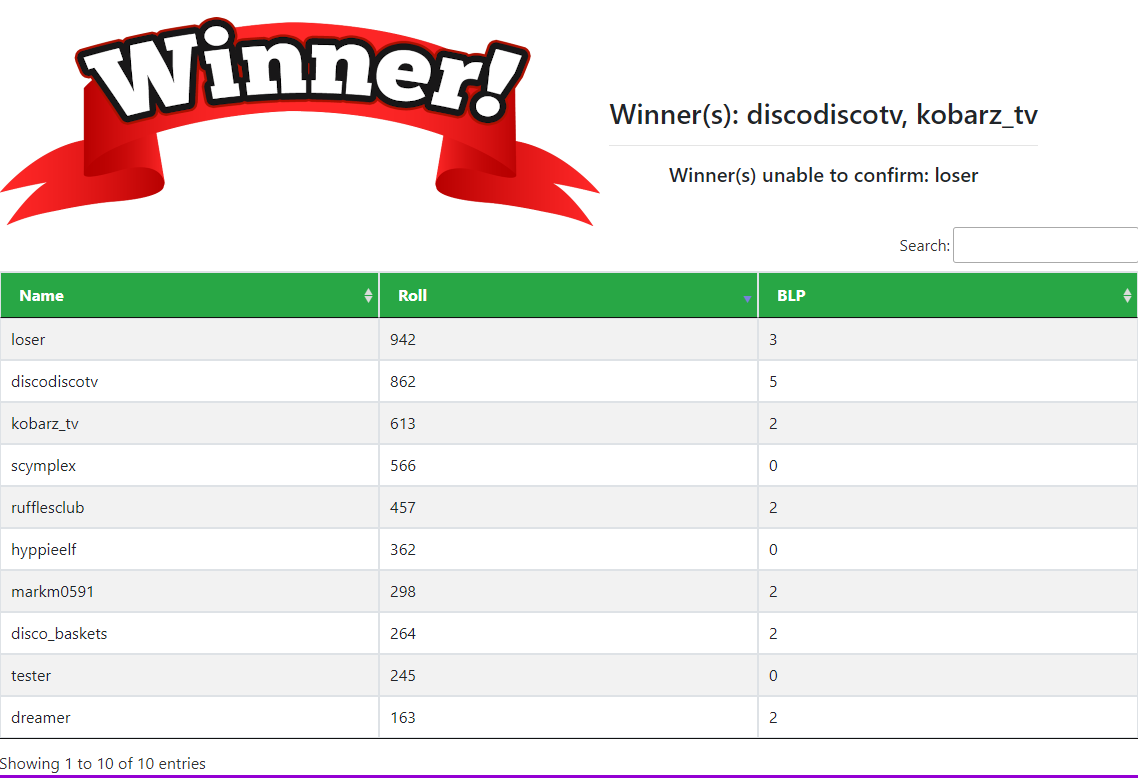 Winner!
Winner(s): discodiscotv, kobarz_tv
Winner(s) unable to confirm: loser
Search:
Name Roll BLP
loser 942 3
discodiscotv 862 5
kobarz_tv 613 2
scymplex 566 0
rufflesclub 457 2
hyppieelf 362 0
markm0591 298 2
disco_baskets 264 2
tester 245 0
dreamer 163 2
Showing 1 to 10 of 10 entries